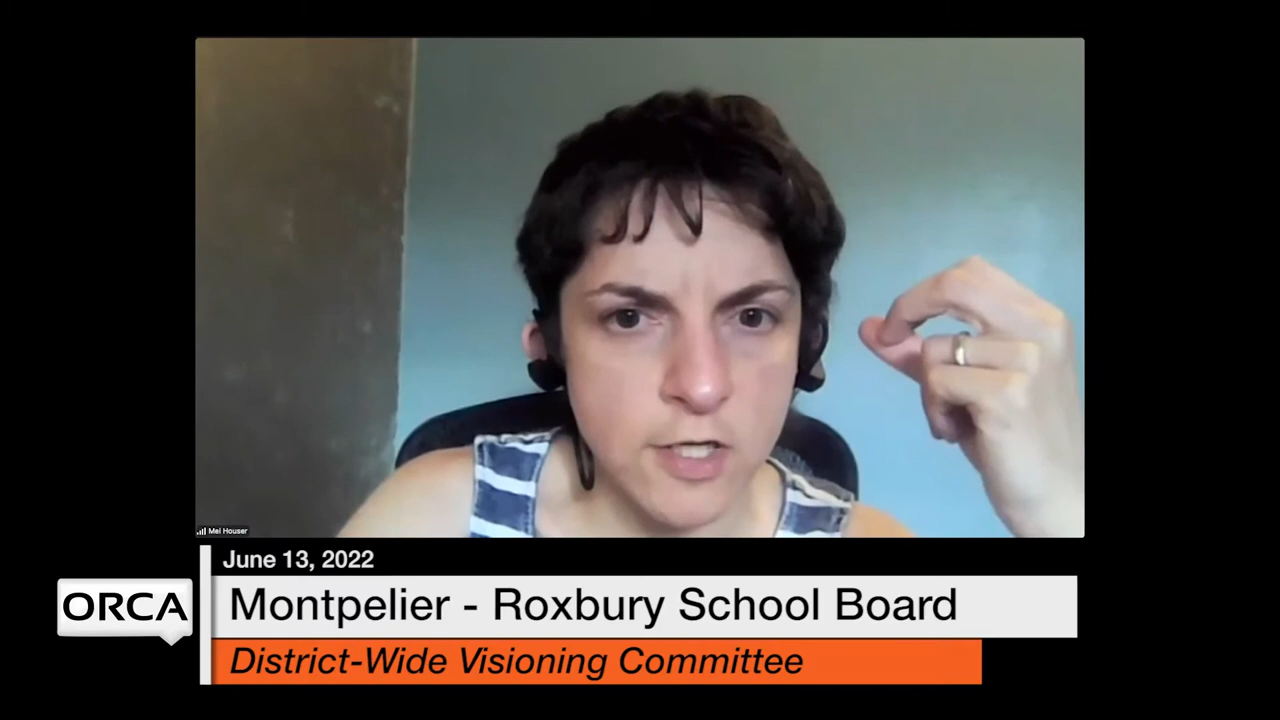 Mel Houser
June 13, 2022
ORCA
Montpelier - Roxbury School Board
District-Wide Visioning Committee